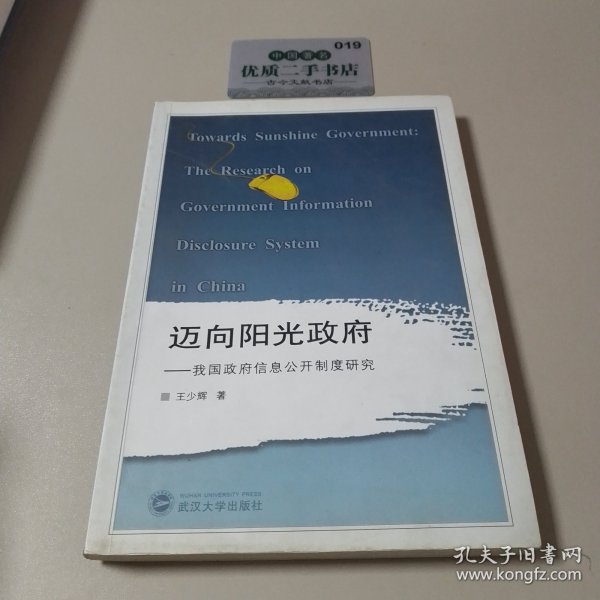 019
中国著名
优质二手书店
古今文献书店
Towards Sunshine Government:
The Research on
Government Information
Disclosure System
in China
迈向阳光政府
——我国政府信息公开制度研究
王少辉 著
WUHAN UNIVERSITY PRESS
武汉大学出版社
孔夫子旧书网
www.kongfz.com